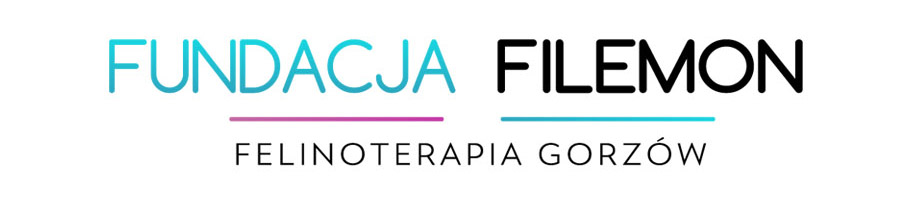 FUNDACJA FILEMON
FELINOTERAPIA GORZÓW